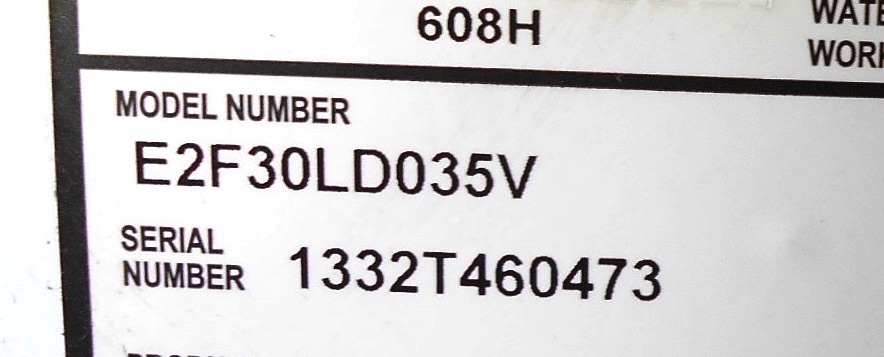 608H
MODEL NUMBER
E2F30LD035V
SERIAL
NUMBER 1332T460473